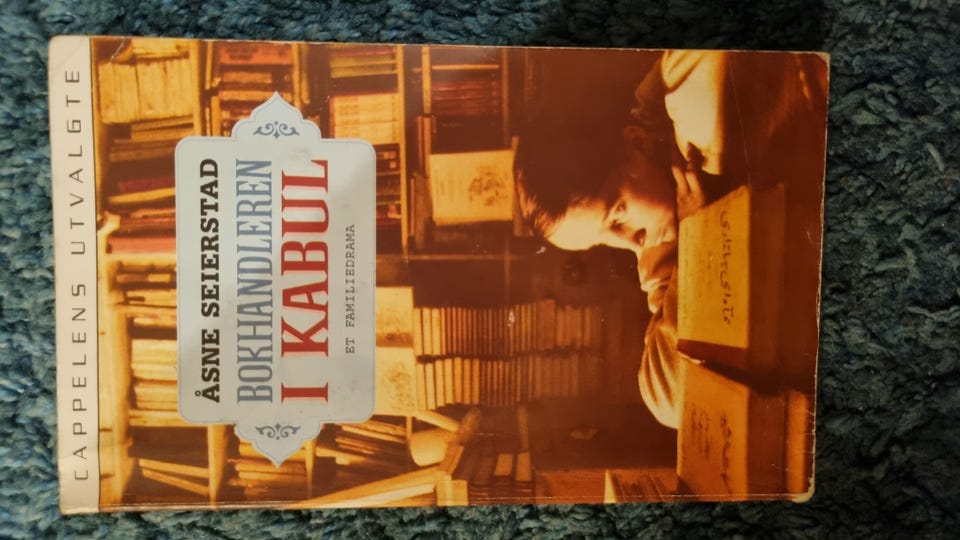 CAPPELENS UTVALGTE
ÅSNE SEIERSTAD
BOKHANDLEREN
I KABUL
ET FAMILIEDRAMA